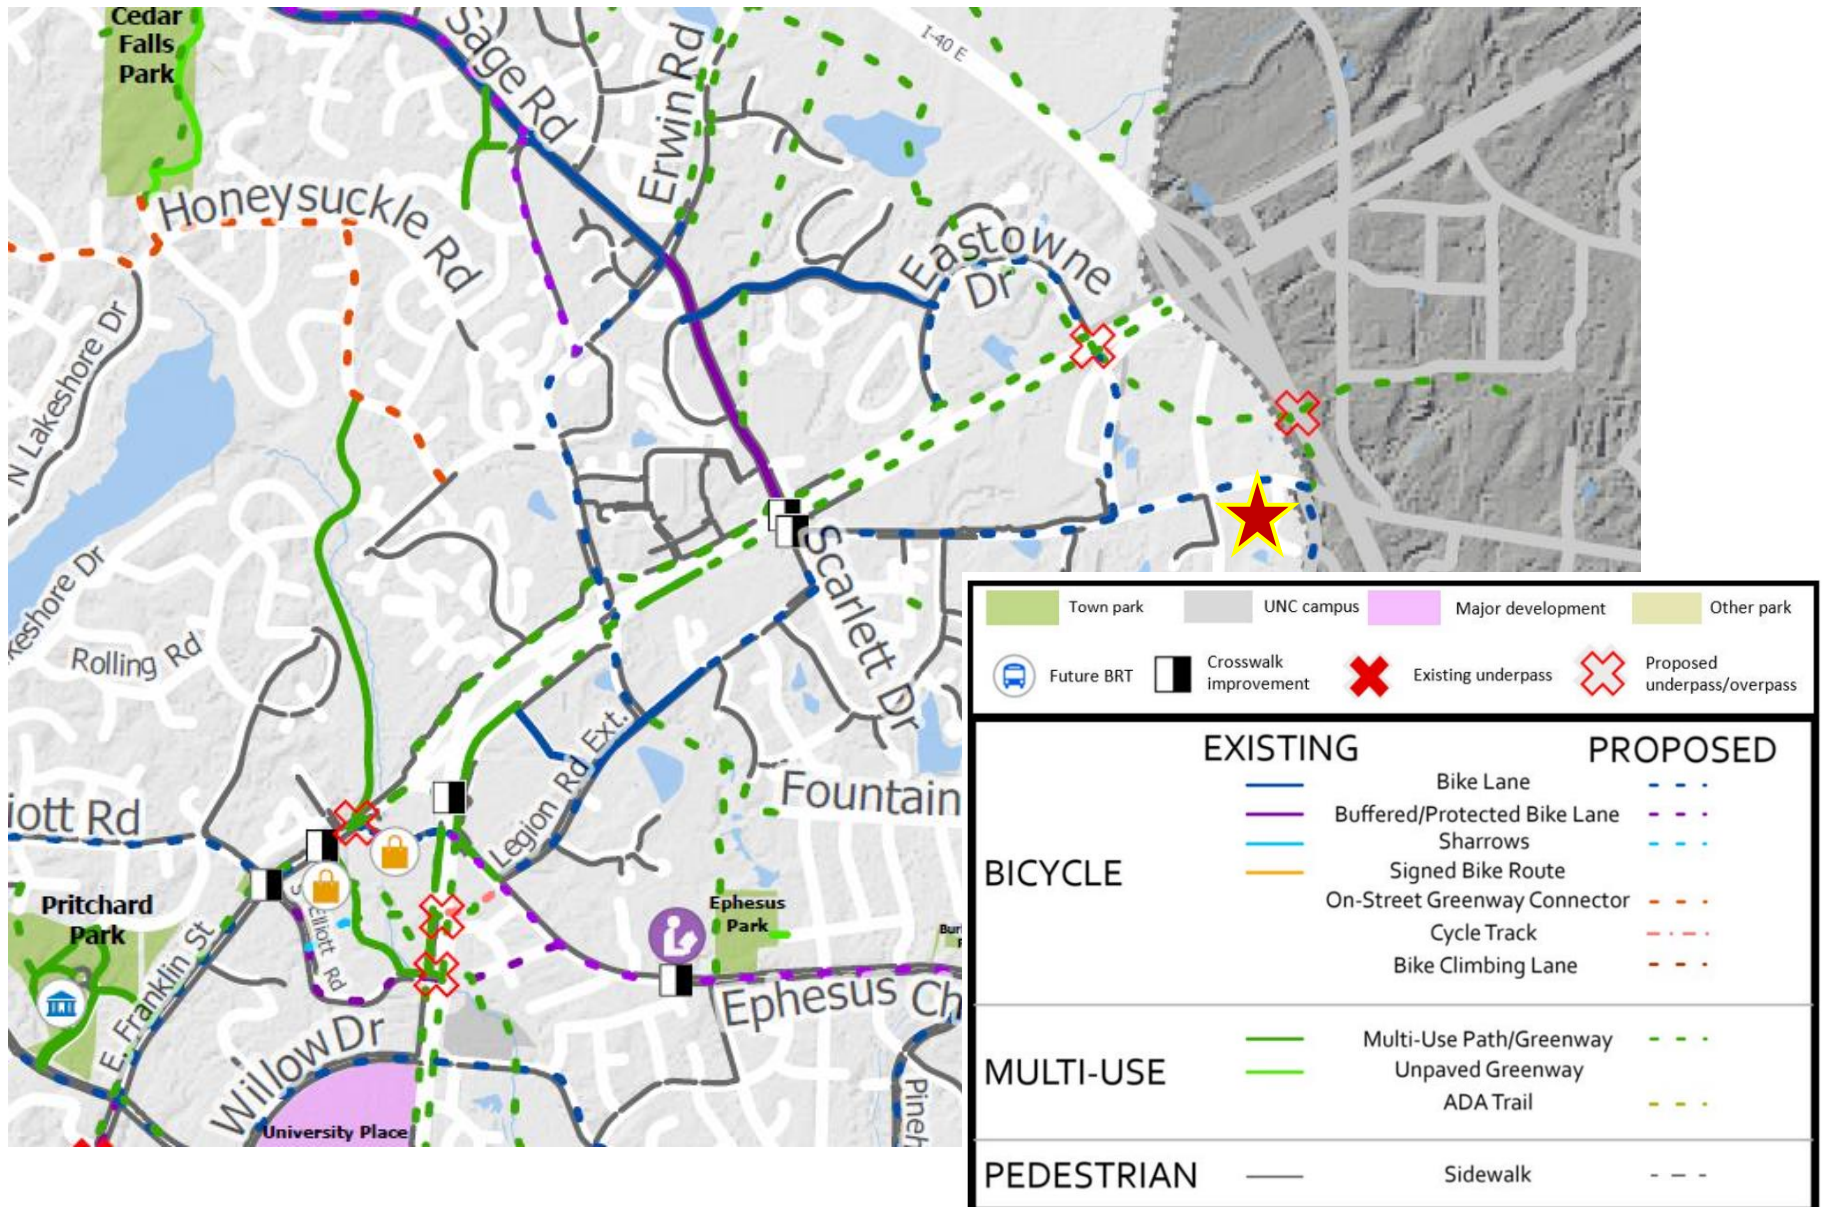 Cedar
Falls
Park
Sage Rd
Erwin Rd
I-40 E
Honeysuckle Rd
Eastowne
Dr
N Lakeshore Dr
keshore Dr
Rolling Rd
Scarlett Dr
Legion Rd Ext.
iott Rd
Fountain
Pritchard
Park
S Elliott Rd
Ephesus
Park
Buri
P
E. Franklin St
Willow Dr
Ephesus Ch
Pineh
University Place
Town park
UNC campus
Major development
Other park
Future BRT
Crosswalk
improvement
Existing underpass
Proposed
underpass/overpass
EXISTING
PROPOSED
BICYCLE
Bike Lane
Buffered/Protected Bike Lane
Sharrows
Signed Bike Route
On-Street Greenway Connector
Cycle Track
Bike Climbing Lane
MULTI-USE
Multi-Use Path/Greenway
Unpaved Greenway
ADA Trail
PEDESTRIAN
Sidewalk